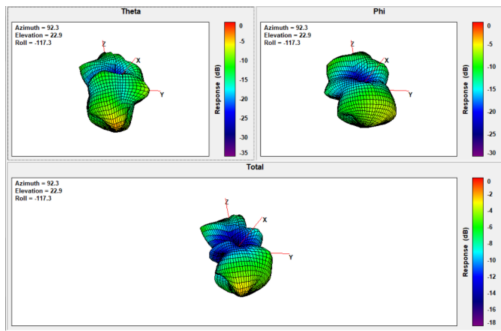 Theta
Azimuth = 92.3
Elevation = 22.9
Roll = -117.3
Z
X
Y
0
-5
-10
-15
-20
-25
-30
-35
Response (dB)
Phi
Azimuth = 92.3
Elevation = 22.9
Roll = -117.3
Z
X
Y
0
-5
-10
-15
-20
-25
-30
Response (dB)
Total
Azimuth = 92.3
Elevation = 22.9
Roll = -117.3
Z
X
Y
0
-2
-4
-6
-8
-10
-12
-14
-16
-18
Response (dB)